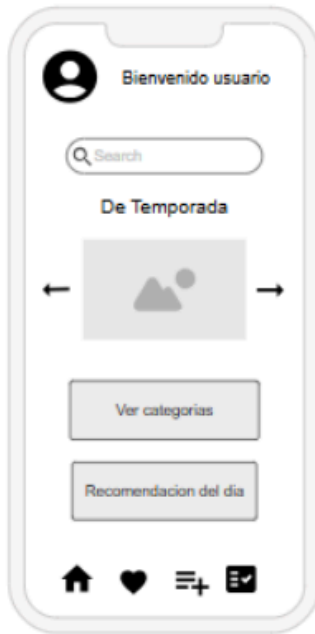 Bienvenido usuario
Search
De Temporada
Ver categorias
Recomendacion del dia